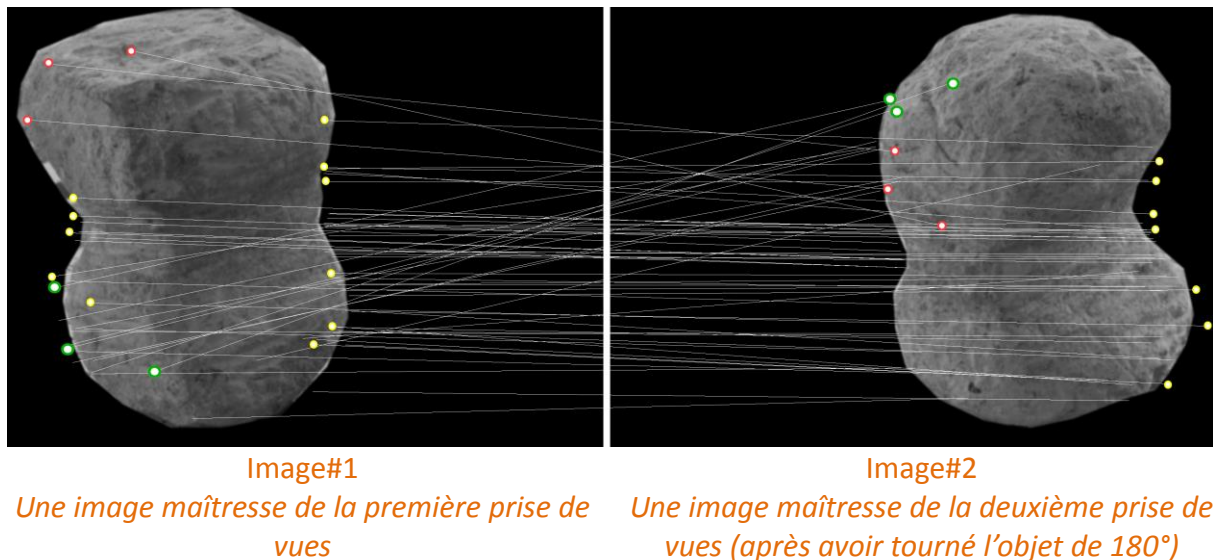 Image#1
Une image maîtresse de la première prise de
vues
Image#2
Une image maîtresse de la deuxième prise de
vues (après avoir tourné l’objet de 180°)